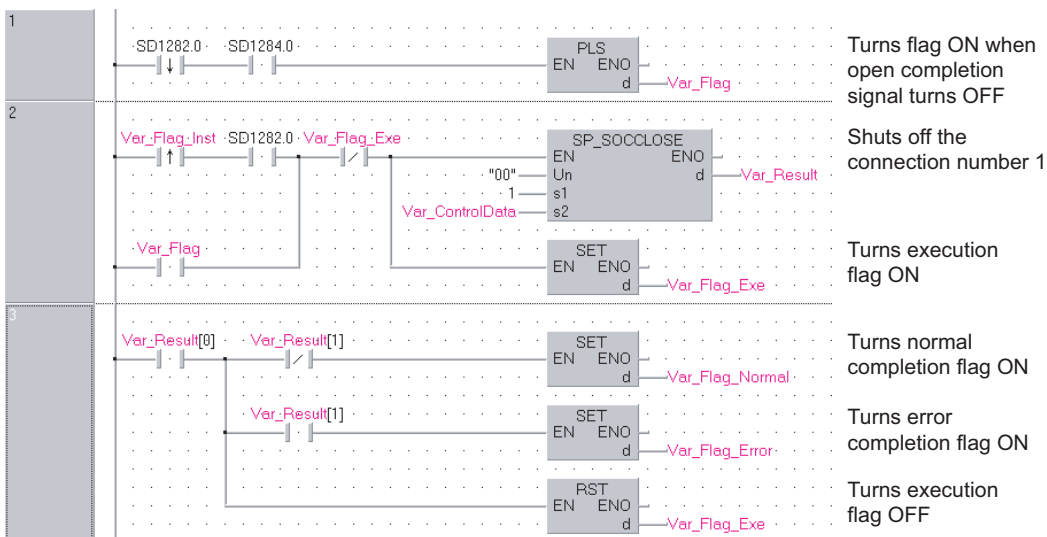 1
SD1282.0 SD1284.0
PLS
EN ENO
d Var_Flag
Turns flag ON when
open completion
signal turns OFF
2
Var_Flag_Inst SD1282.0 Var_Flag_Exe
SP_SOCCLOSE
EN ENO
"00" Un d Var_Result
1 s1
Var_ControlData s2
Shuts off the
connection number 1
Var_Flag
SET
EN ENO
d Var_Flag_Exe
Turns execution
flag ON
3
Var_Result[0] Var_Result[1]
SET
EN ENO
d Var_Flag_Normal
Turns normal
completion flag ON
Var_Result[1]
SET
EN ENO
d Var_Flag_Error
Turns error
completion flag ON
RST
EN ENO
d Var_Flag_Exe
Turns execution
flag OFF